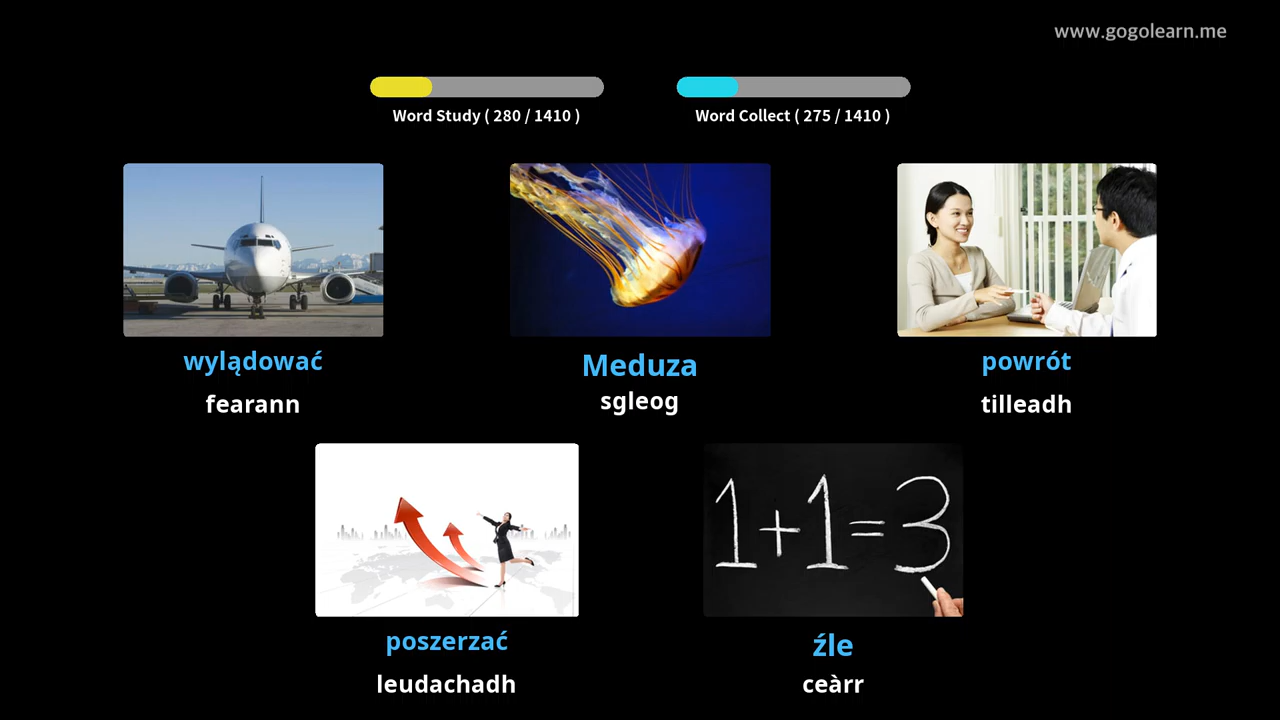 www.gogolearn.me
Word Study ( 280 / 1410 )
Word Collect ( 275 / 1410 )
wylądować
fearann
Meduza
sgleog
powrót
tilleadh
1+1=3
poszerzać
leudachadh
źle
ceàrr